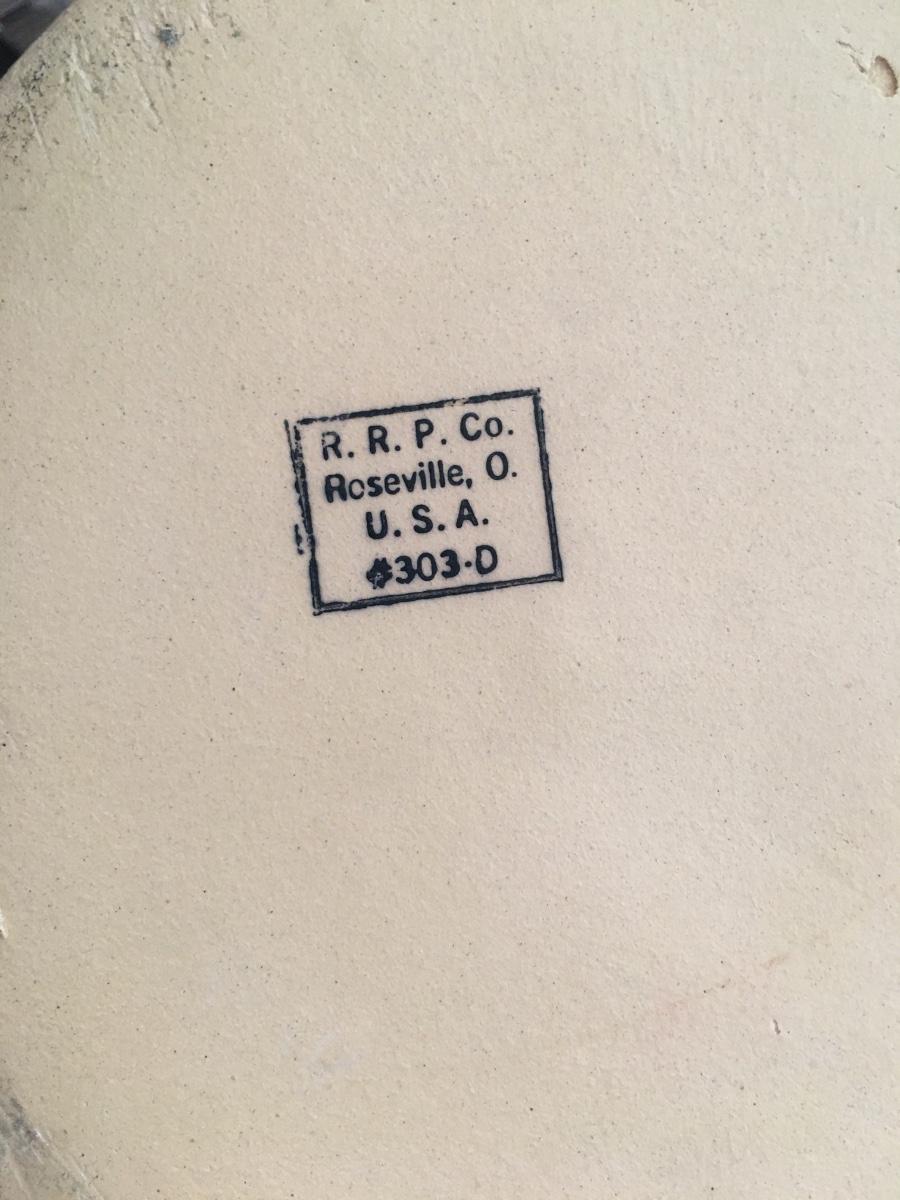 R. R. P. Co.
Roseville, O.
U. S. A.
#303-D